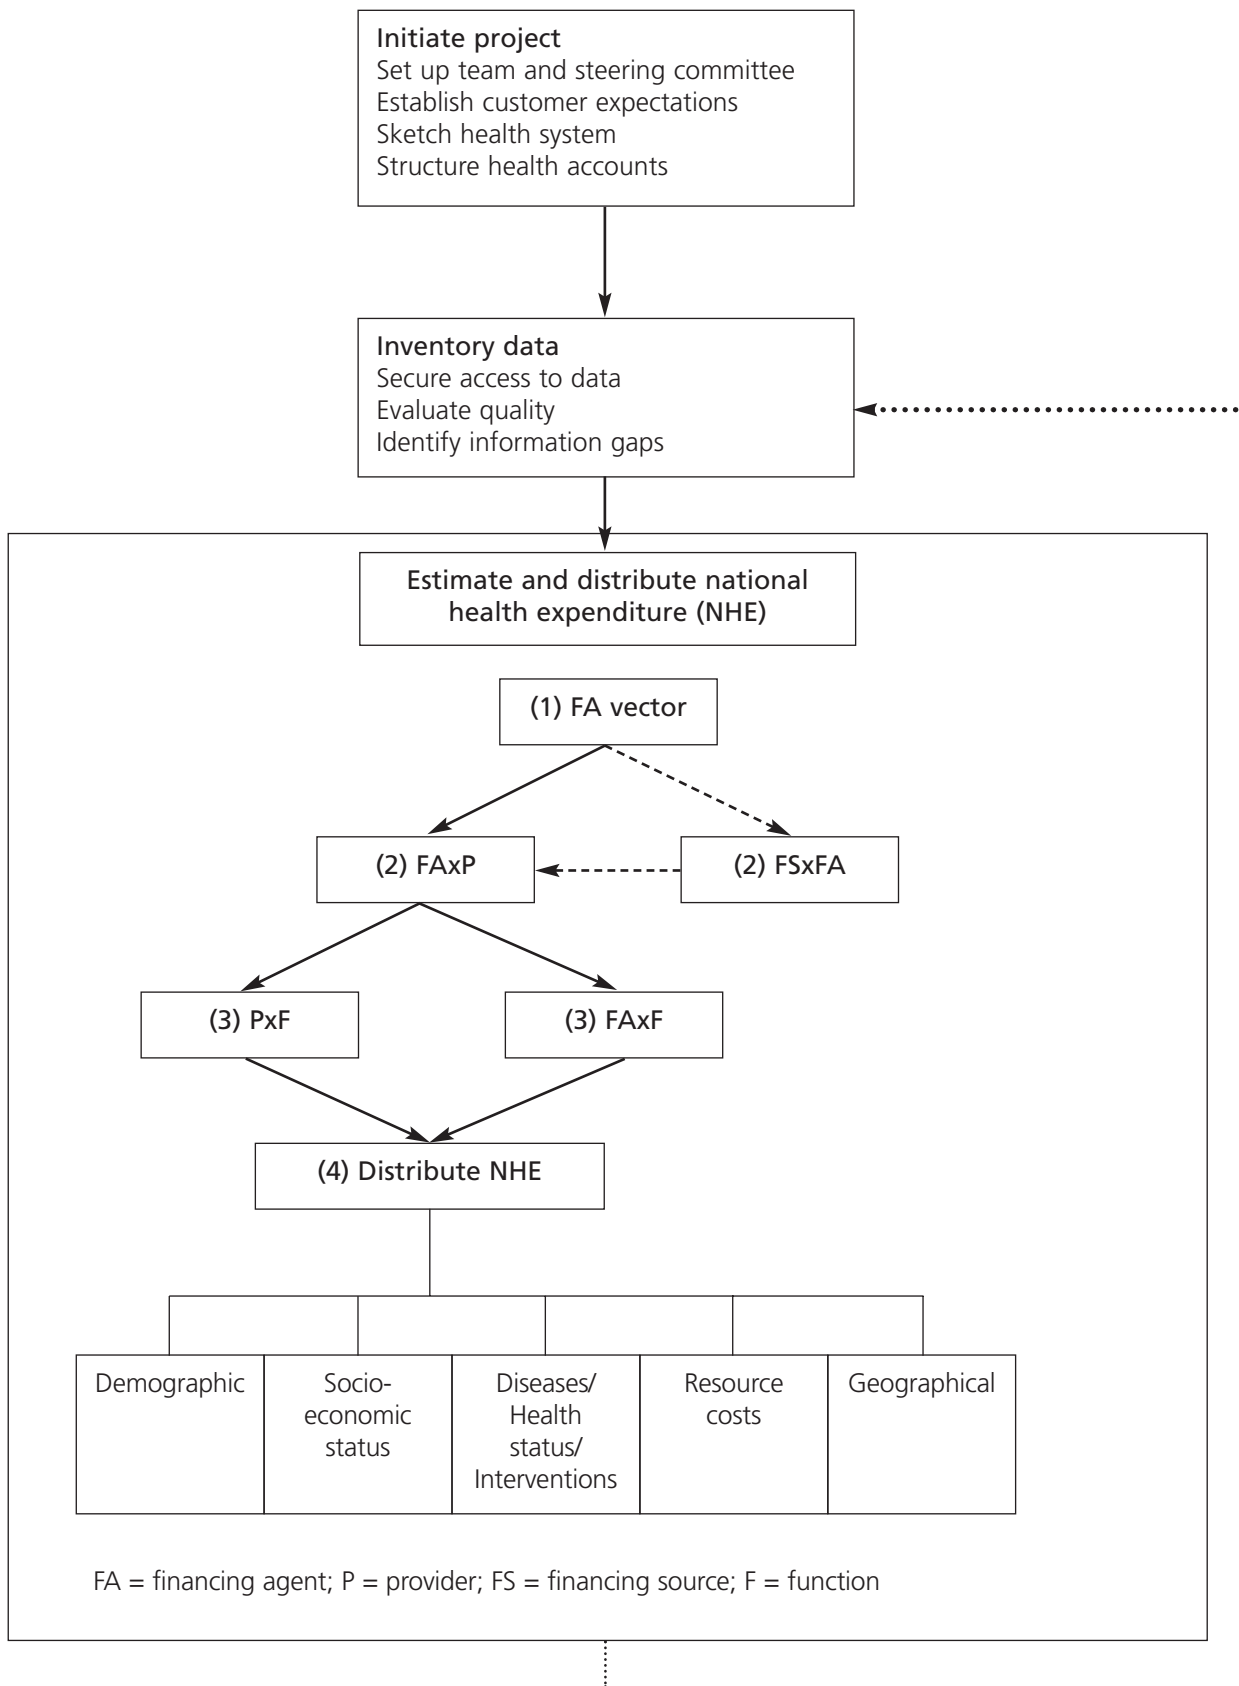 Initiate project
Set up team and steering committee
Establish customer expectations
Sketch health system
Structure health accounts
Inventory data
Secure access to data
Evaluate quality
Identify information gaps
Estimate and distribute national
health expenditure (NHE)
(1) FA vector
(2) FAxP
(2) FSxFA
(3) PxF
(3) FAxF
(4) Distribute NHE
Demographic
Socio-
economic
status
Diseases/
Health
status/
Interventions
Resource
costs
Geographical
FA = financing agent; P = provider; FS = financing source; F = function